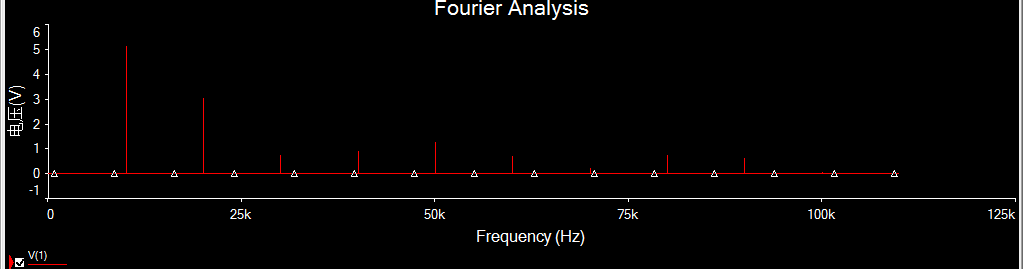 Fourier Analysis
电压(V)
6
5
4
3
2
1
0
-1
0 25k 50k 75k 100k 125k
Frequency (Hz)
V(1)